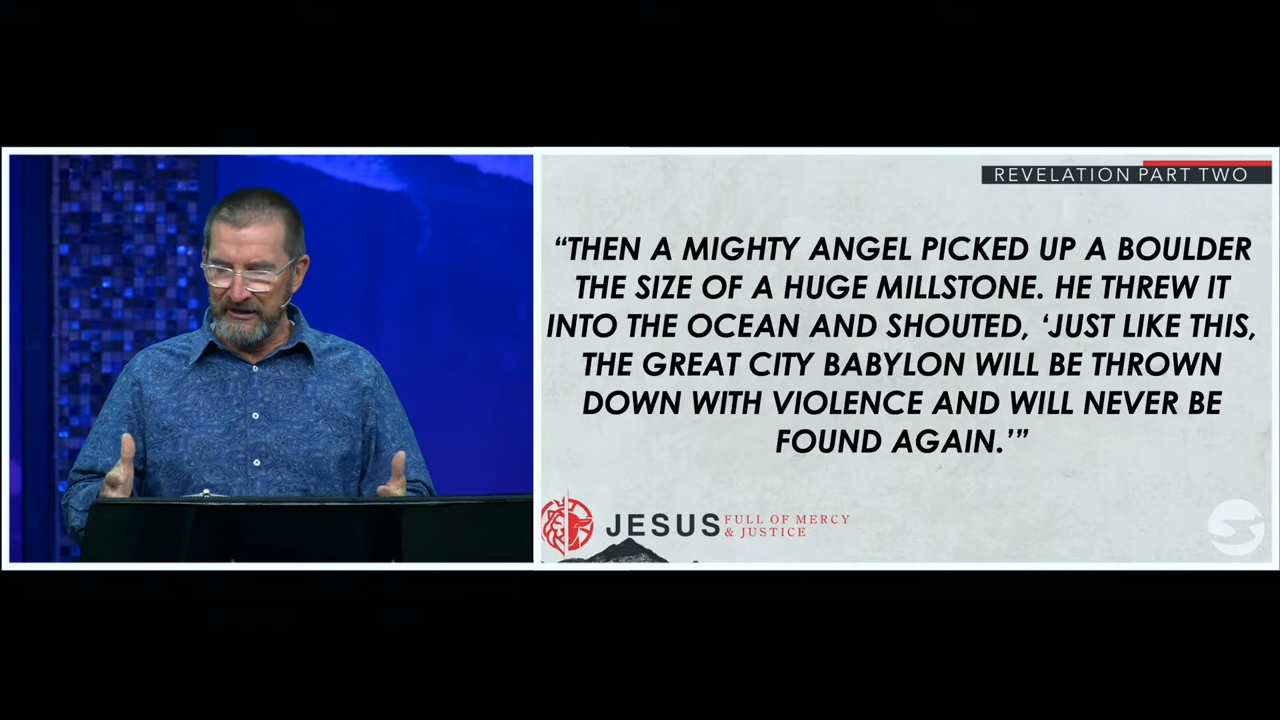 REVELATION PART TWO
“THEN A MIGHTY ANGEL PICKED UP A BOULDER
THE SIZE OF A HUGE MILLSTONE. HE THREW IT
INTO THE OCEAN AND SHOUTED, ‘JUST LIKE THIS,
THE GREAT CITY BABYLON WILL BE THROWN
DOWN WITH VIOLENCE AND WILL NEVER BE
FOUND AGAIN.’”
JESUS FULL OF MERCY
& JUSTICE